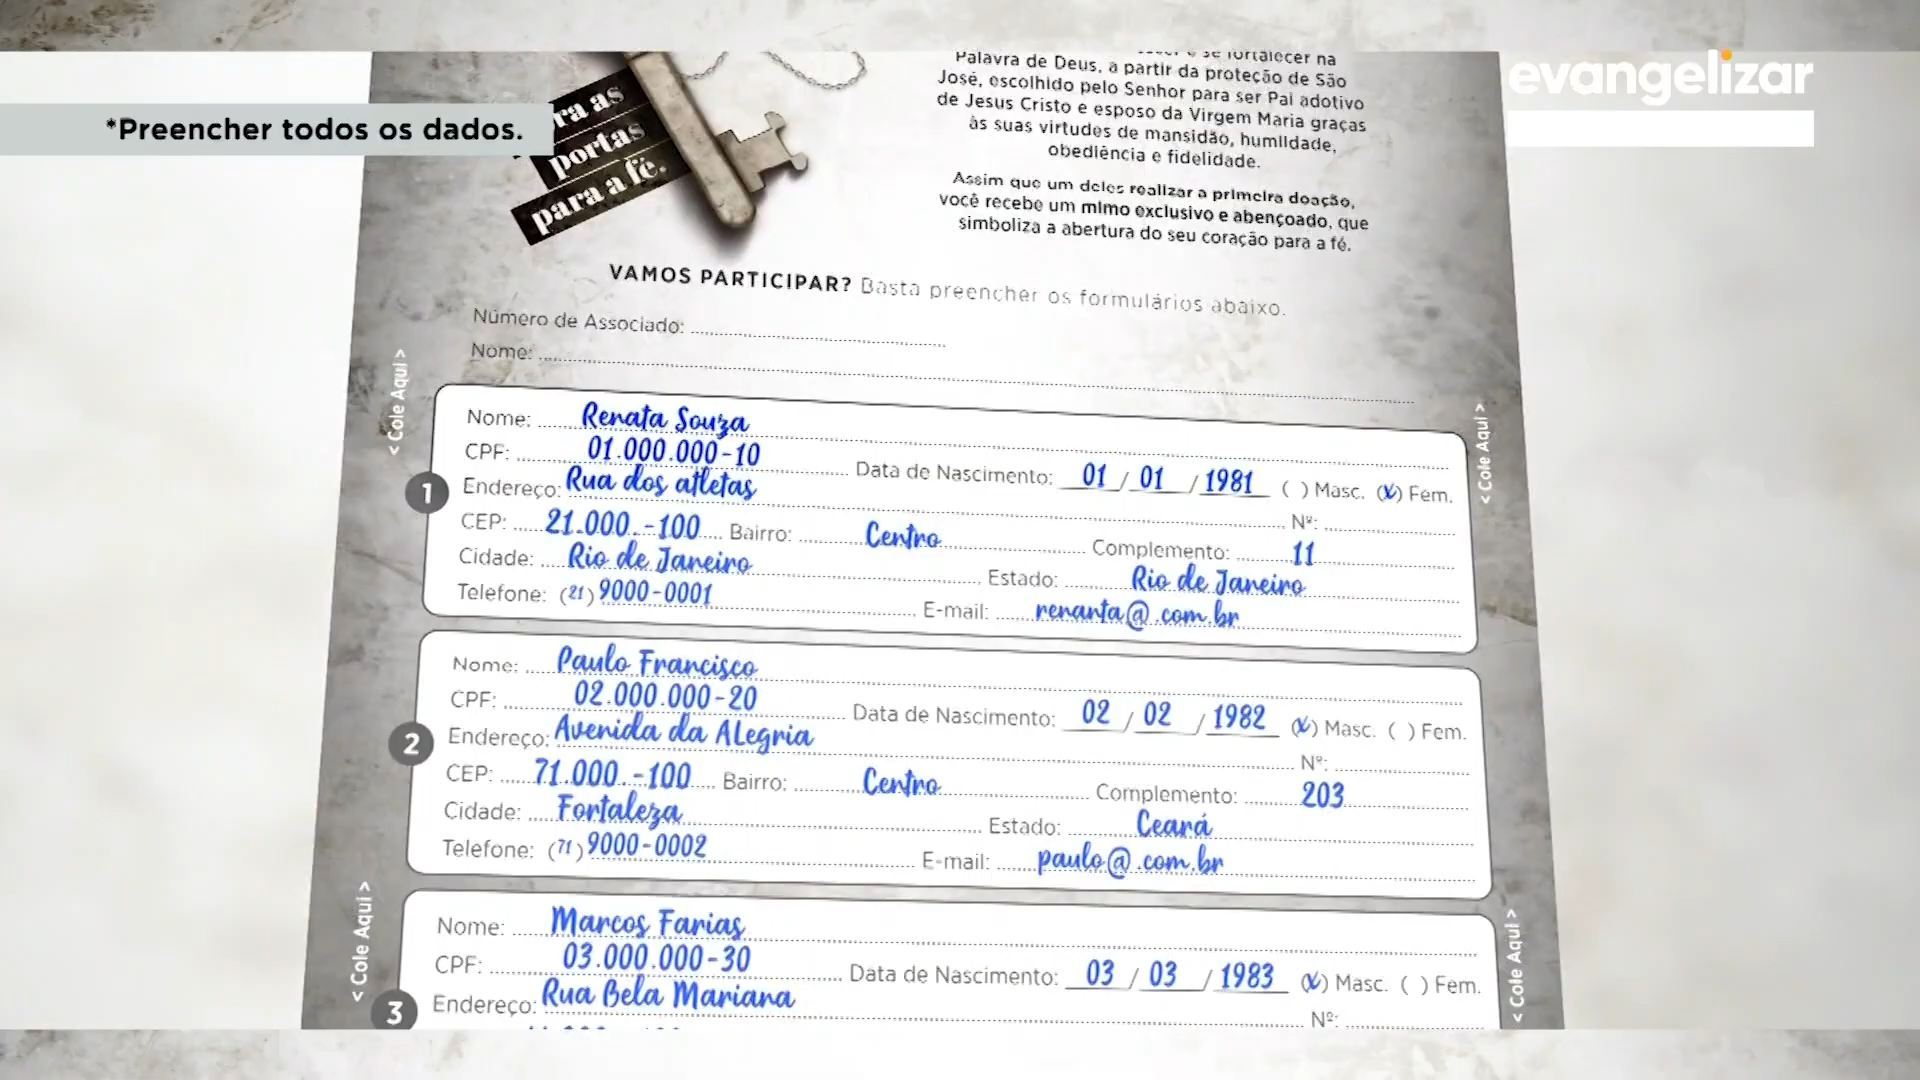 evangelizar
*Preencher todos os dados.
ra as
portas
para a fé.
se fortalecer na
Palavra de Deus, a partir da proteção de São
José, escolhido pelo Senhor para ser Pai adotivo
de Jesus Cristo e esposo da Virgem Maria graças
às suas virtudes de mansidão, humildade,
obediência e fidelidade.
Assim que um deles realizar a primeira doação,
você recebe um mimo exclusivo e abençoado, que
simboliza a abertura do seu coração para a fé.
VAMOS PARTICIPAR? Basta preencher os formulários abaixo.
Número de Associado:
Nome:
< Cole Aqui >
< Cole Aqui >
1
Nome: Renata Souza
CPF: 01.000.000-10 Data de Nascimento: 01 / 01 / 1981 ( ) Masc. (x) Fem.
Endereço: Rua dos atletas Nº:
CEP: 21.000.-100 Bairro: Centro Complemento: 11
Cidade: Rio de Janeiro Estado: Rio de Janeiro
Telefone: (21) 9000-0001 E-mail: renanta@.com.br
2
Nome: Paulo Francisco
CPF: 02.000.000-20 Data de Nascimento: 02 / 02 / 1982 (x) Masc. ( ) Fem.
Endereço: Avenida da ALegria Nº:
CEP: 71.000.-100 Bairro: Centro Complemento: 203
Cidade: Fortaleza Estado: Ceará
Telefone: (71) 9000-0002 E-mail: paulo@.com.br
< Cole Aqui >
< Cole Aqui >
3
Nome: Marcos Farias
CPF: 03.000.000-30 Data de Nascimento: 03 / 03 / 1983 (x) Masc. ( ) Fem.
Endereço: Rua Bela Mariana Nº: